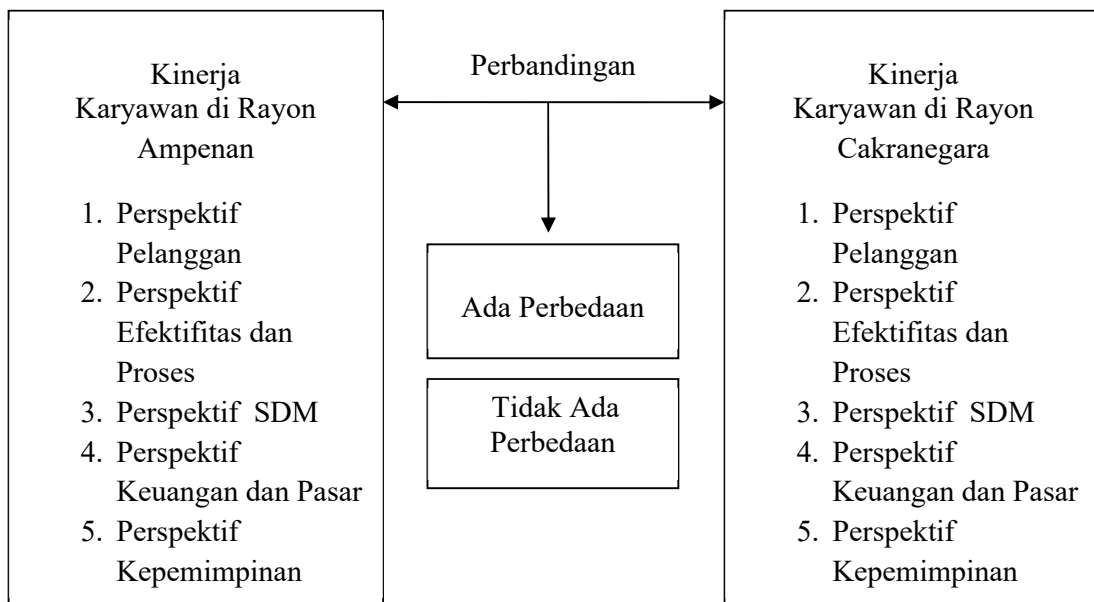 Kinerja
Karyawan di Rayon
Ampenan
1. Perspektif
Pelanggan
2. Perspektif
Efektifitas dan
Proses
3. Perspektif SDM
4. Perspektif
Keuangan dan Pasar
5. Perspektif
Kepemimpinan
Perbandingan
Ada Perbedaan
Tidak Ada
Perbedaan
Kinerja
Karyawan di Rayon
Cakranegara
1. Perspektif
Pelanggan
2. Perspektif
Efektifitas dan
Proses
3. Perspektif SDM
4. Perspektif
Keuangan dan Pasar
5. Perspektif
Kepemimpinan